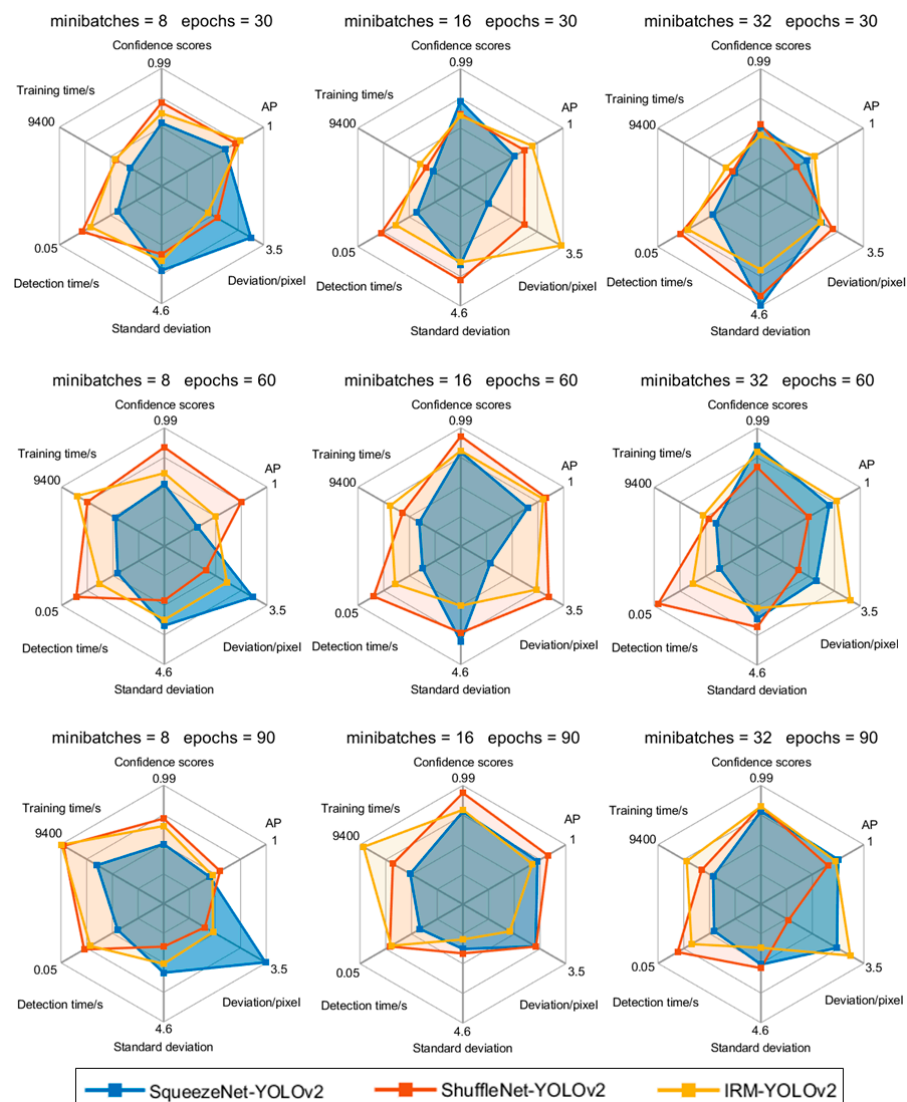 minibatches = 8 epochs = 30
Confidence scores
0.99
Training time/s
AP
9400
1
0.05
3.5
Detection time/s
Deviation/pixel
4.6
Standard deviation
minibatches = 16 epochs = 30
Confidence scores
0.99
Training time/s
AP
9400
1
0.05
3.5
Detection time/s
Deviation/pixel
4.6
Standard deviation
minibatches = 32 epochs = 30
Confidence scores
0.99
Training time/s
AP
9400
1
0.05
3.5
Detection time/s
Deviation/pixel
4.6
Standard deviation
minibatches = 8 epochs = 60
Confidence scores
0.99
Training time/s
AP
9400
1
0.05
3.5
Detection time/s
Deviation/pixel
4.6
Standard deviation
minibatches = 16 epochs = 60
Confidence scores
0.99
Training time/s
AP
9400
1
0.05
3.5
Detection time/s
Deviation/pixel
4.6
Standard deviation
minibatches = 32 epochs = 60
Confidence scores
0.99
Training time/s
AP
9400
1
0.05
3.5
Detection time/s
Deviation/pixel
4.6
Standard deviation
minibatches = 8 epochs = 90
Confidence scores
0.99
Training time/s
AP
9400
1
0.05
3.5
Detection time/s
Deviation/pixel
4.6
Standard deviation
minibatches = 16 epochs = 90
Confidence scores
0.99
Training time/s
AP
9400
1
0.05
3.5
Detection time/s
Deviation/pixel
4.6
Standard deviation
minibatches = 32 epochs = 90
Confidence scores
0.99
Training time/s
AP
9400
1
0.05
3.5
Detection time/s
Deviation/pixel
4.6
Standard deviation
SqueezeNet-YOLOv2 ShuffleNet-YOLOv2 IRM-YOLOv2